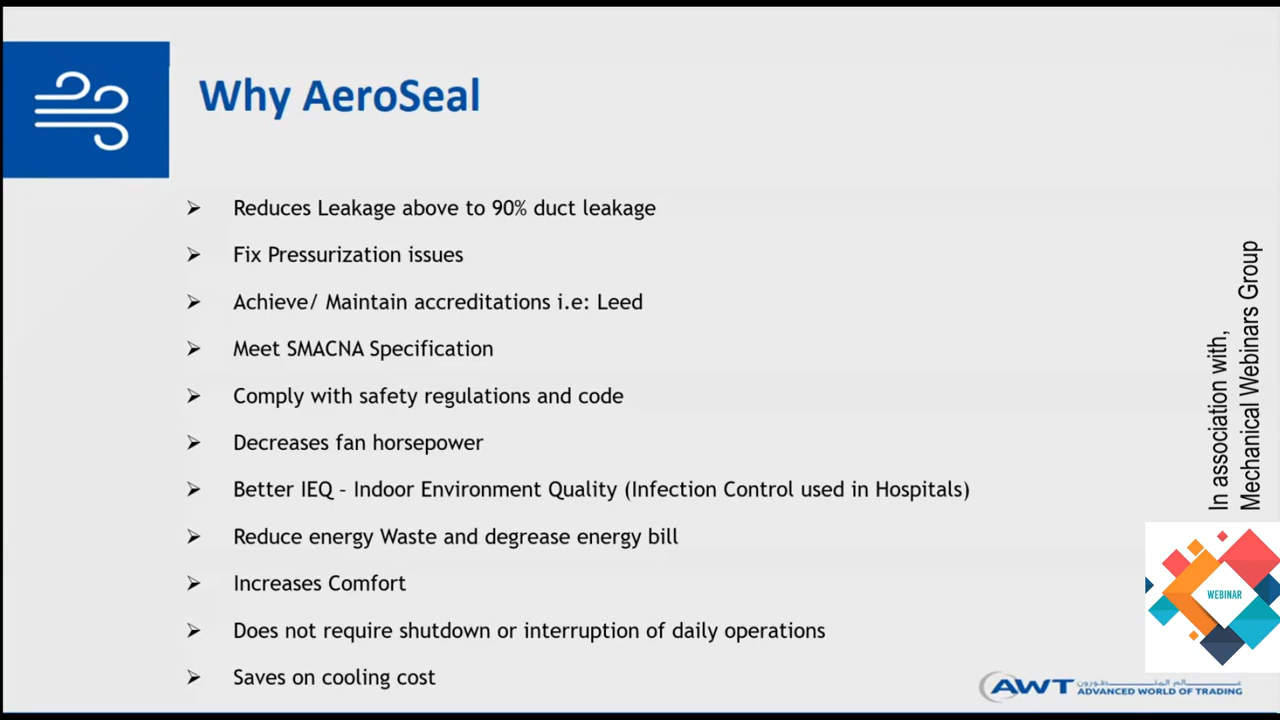 Why AeroSeal
Reduces Leakage above to 90% duct leakage
Fix Pressurization issues
Achieve/ Maintain accreditations i.e: Leed
Meet SMACNA Specification
Comply with safety regulations and code
Decreases fan horsepower
Better IEQ - Indoor Environment Quality (Infection Control used in Hospitals)
Reduce energy Waste and degrease energy bill
Increases Comfort
Does not require shutdown or interruption of daily operations
Saves on cooling cost
In association with,
Mechanical Webinars Group
WEBINAR
AWT
ADVANCED WORLD OF TRADING